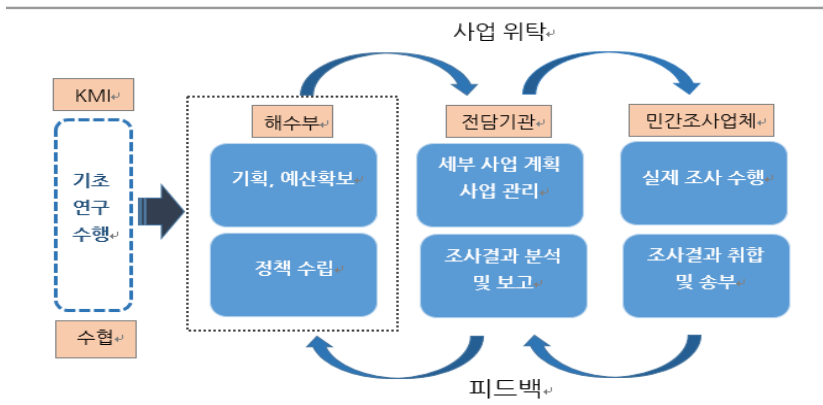 사업 위탁
KMI
기초
연구
수행
수협
해수부
기획, 예산확보
정책 수립
전담기관
세부 사업 계획
사업 관리
조사결과 분석
및 보고
민간조사업체
실제 조사 수행
조사결과 취합
및 송부
피드백